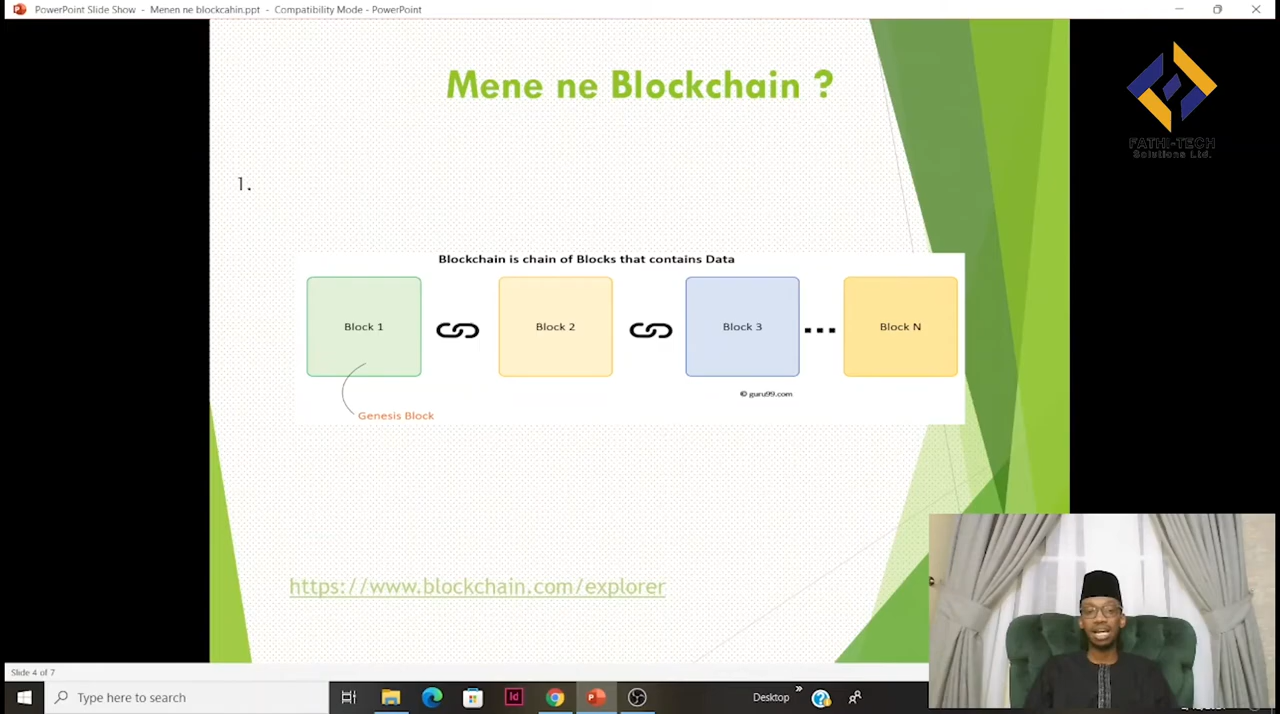 PowerPoint Slide Show - Menen ne blockcahin.ppt - Compatibility Mode - PowerPoint
FATHI-TECH
Solutions Ltd.
Mene ne Blockchain ?
1.
Blockchain is chain of Blocks that contains Data
Block 1
Block 2
Block 3
Block N
© guru99.com
Genesis Block
https://www.blockchain.com/explorer
Slide 4 of 7
Type here to search
Id
Desktop